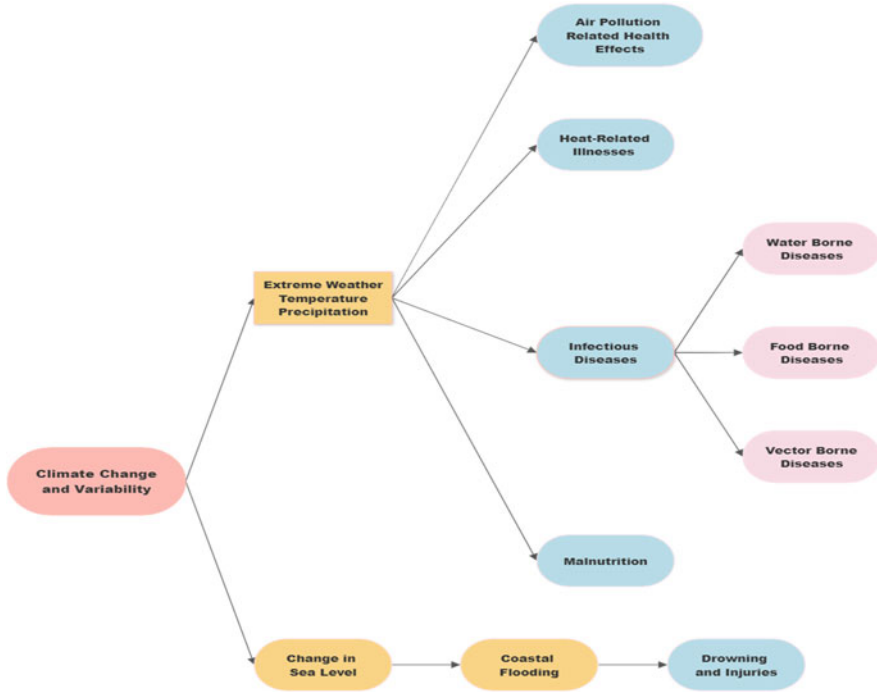 Air Pollution
Related Health
Effects
Heat-Related
Illnesses
Water Borne
Diseases
Extreme Weather
Temperature
Precipitation
Infectious
Diseases
Food Borne
Diseases
Vector Borne
Diseases
Climate Change
and Variability
Malnutrition
Change in
Sea Level
Coastal
Flooding
Drowning
and Injuries